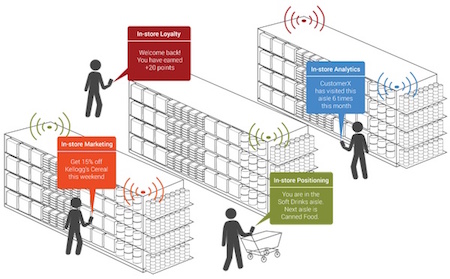 In-store Loyalty
Welcome back!
You have earned
+20 points
In-store Analytics
CustomerX
has visited this
aisle 6 times
this month
In-store Marketing
Get 15% off
Kellogg's Cereal
this weekend
In-store Positioning
You are in the
Soft Drinks aisle.
Next aisle is
Canned Food.